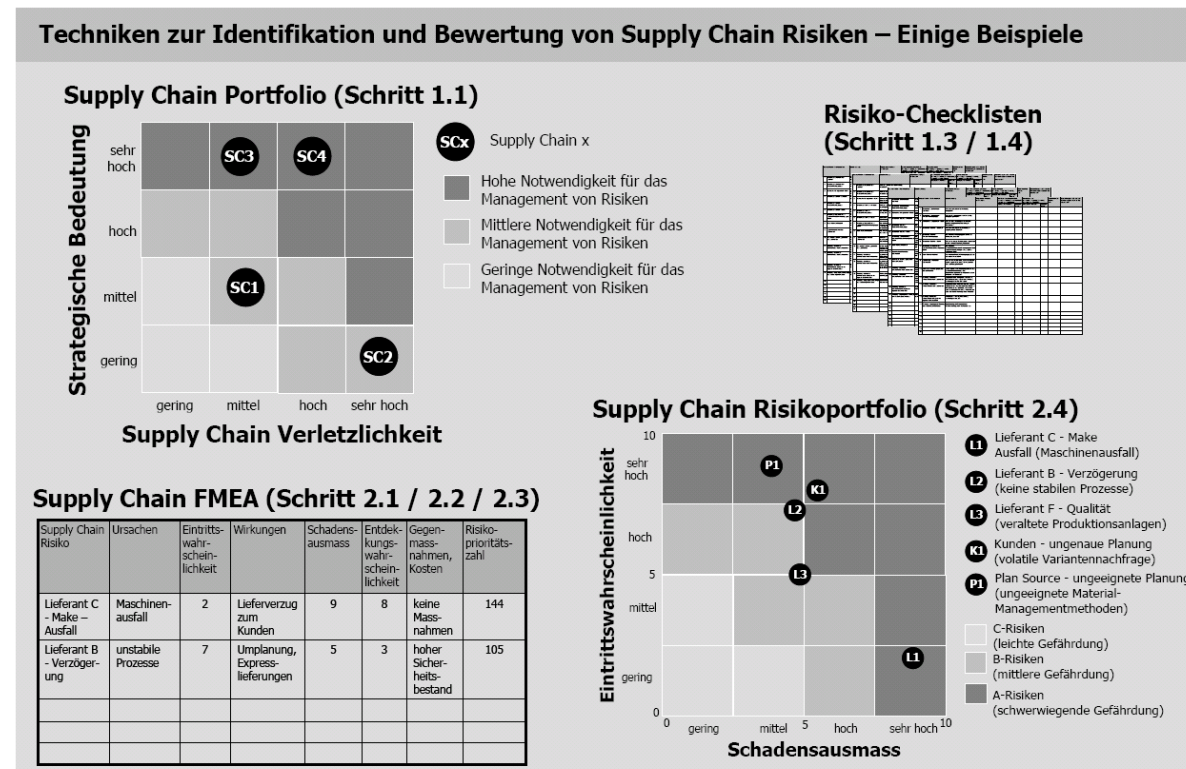 Techniken zur Identifikation und Bewertung von Supply Chain Risiken – Einige Beispiele
Supply Chain Portfolio (Schritt 1.1)
Strategische Bedeutung
sehr
hoch
hoch
mittel
gering
SC3
SC4
SC1
SC2
gering
mittel
hoch
sehr hoch
Supply Chain Verletzlichkeit
SCx
Supply Chain x
Hohe Notwendigkeit für das
Management von Risiken
Mittlere Notwendigkeit für das
Management von Risiken
Geringe Notwendigkeit für das
Management von Risiken
Risiko-Checklisten
(Schritt 1.3 / 1.4)
Supply Chain FMEA (Schritt 2.1 / 2.2 / 2.3)
Supply Chain
Risiko
Ursachen
Eintritts-
wahr-
schein-
lichkeit
Wirkungen
Schadens-
ausmass
Entdek-
kungs-
wahr-
schein-
lichkeit
Gegen-
mass-
nahmen,
Kosten
Risiko-
prioritäts-
zahl
Lieferant C
- Make –
Ausfall
Maschinen-
ausfall
2
Lieferverzug
zum
Kunden
9
8
keine
Mass-
nahmen
144
Lieferant B
- Verzöger-
ung
unstabile
Prozesse
7
Umplanung,
Express-
lieferungen
5
3
hoher
Sicher-
heits-
bestand
105
Supply Chain Risikoportfolio (Schritt 2.4)
Eintrittswahrscheinlichkeit
10
sehr
hoch
hoch
5
mittel
gering
0
P1
K1
L2
L3
L1
0
gering
mittel
5
hoch
sehr hoch
10
Schadensausmass
L1
Lieferant C - Make
Ausfall (Maschinenausfall)
L2
Lieferant B - Verzögerung
(keine stabilen Prozesse)
L3
Lieferant F - Qualität
(veraltete Produktionsanlagen)
K1
Kunden - ungenaue Planung
(volatile Variantennachfrage)
P1
Plan Source - ungeeignete Planung
(ungeeignete Material-
Managementmethoden)
C-Risiken
(leichte Gefährdung)
B-Risiken
(mittlere Gefährdung)
A-Risiken
(schwerwiegende Gefährdung)